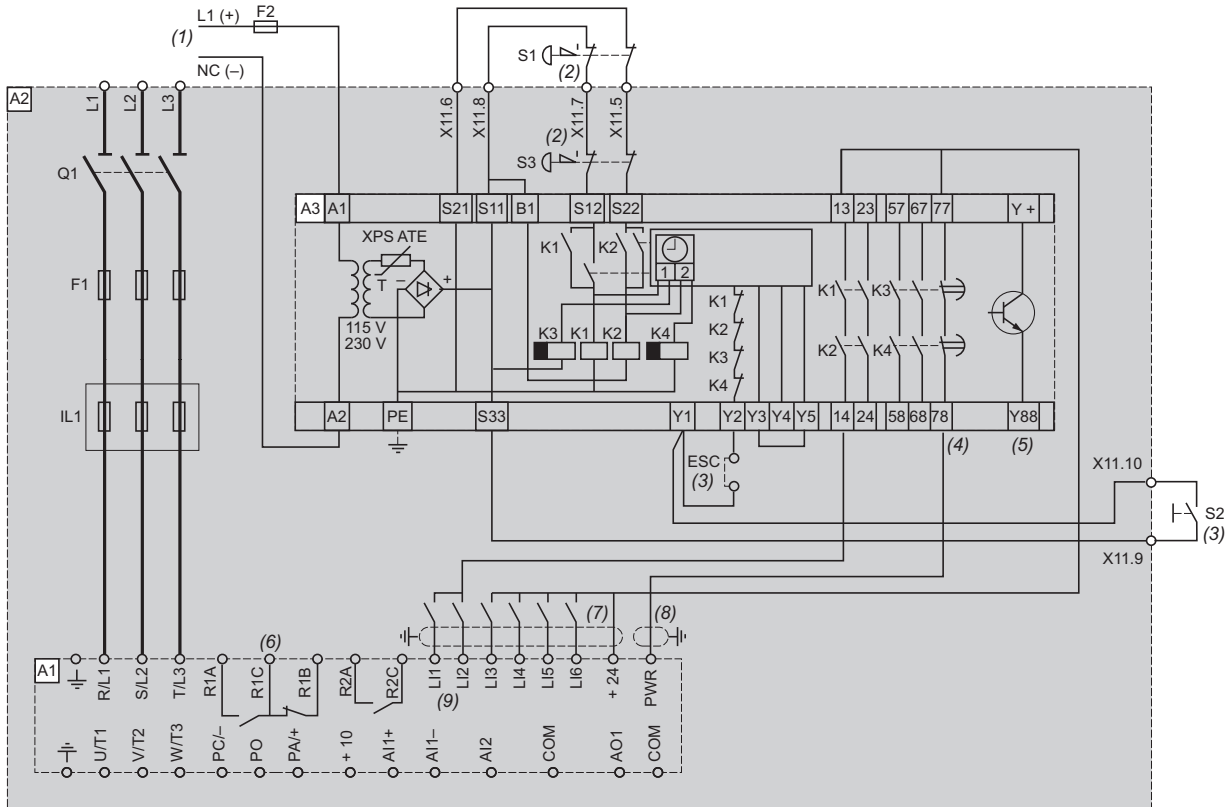 L1 (+) F2
(1)
NC (–)
S1
(2)
A2
L1 L2 L3
X11.6 X11.8 X11.7 X11.5
(2)
S3
Q1
A3 A1 S21 S11 B1 S12 S22 13 23 57 67 77 Y +
XPS ATE
K1 K2
T – +
1 2
F1
115 V
230 V
K1
K2
K3
K4
K3 K1 K2 K4
K1 K3
K2 K4
IL1
A2 PE S33 Y1 Y2 Y3 Y4 Y5 14 24 58 68 78 Y88
(4) (5)
ESC
(3)
X11.10
S2
(3)
X11.9
(7) (8)
(6)
A1
R/L1 S/L2 T/L3 R1A R1C R1B R2A R2C LI1 LI2 LI3 LI4 LI5 LI6 + 24 PWR
(9)
U/T1 V/T2 W/T3 PC/– PO PA/+ + 10 AI1+ AI1– AI2 COM AO1 COM